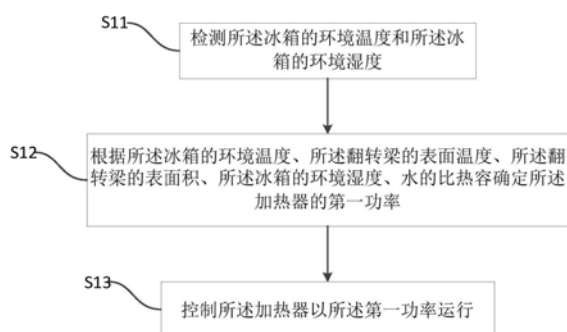 S11
检测所述冰箱的环境温度和所述冰
箱的环境湿度
S12
根据所述冰箱的环境温度、所述翻转梁的表面温度、所述翻
转梁的表面积、所述冰箱的环境湿度、水的比热容确定所述
加热器的第一功率
S13
控制所述加热器以所述第一功率运行